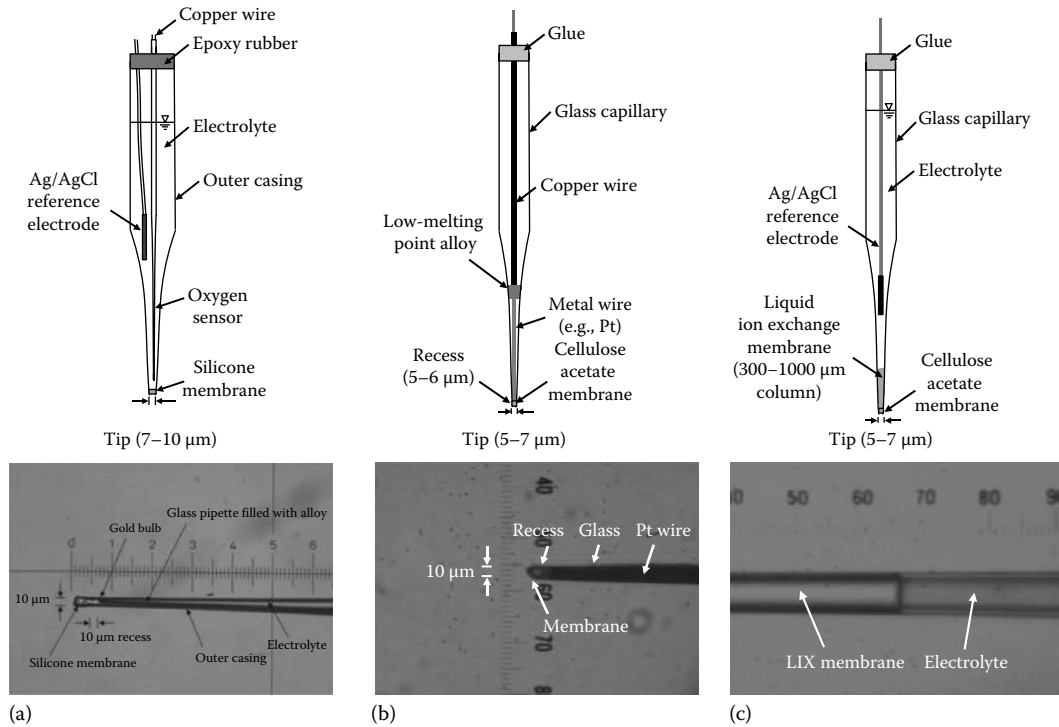 Copper wire
Epoxy rubber
Electrolyte
Ag/AgCl
reference
electrode
Outer casing
Oxygen
sensor
Silicone
membrane
Tip (7–10 µm)
Glue
Glass capillary
Copper wire
Low-melting
point alloy
Metal wire
(e.g., Pt)
Recess
(5–6 µm)
Cellulose
acetate membrane
Tip (5–7 µm)
Glue
Glass capillary
Electrolyte
Ag/AgCl
reference
electrode
Liquid
ion exchange
membrane
(300–1000 µm
column)
Cellulose
acetate
membrane
Tip (5–7 µm)
Glass pipette filled with alloy
Gold bulb
0 1 2 3 4 5 6
10 µm
10 µm recess
Silicone membrane
Outer casing
Electrolyte
(a)
40
Recess
Glass
Pt wire
10 µm
60
Membrane
70
(b)
50 60 70 80
LIX membrane
Electrolyte
(c)